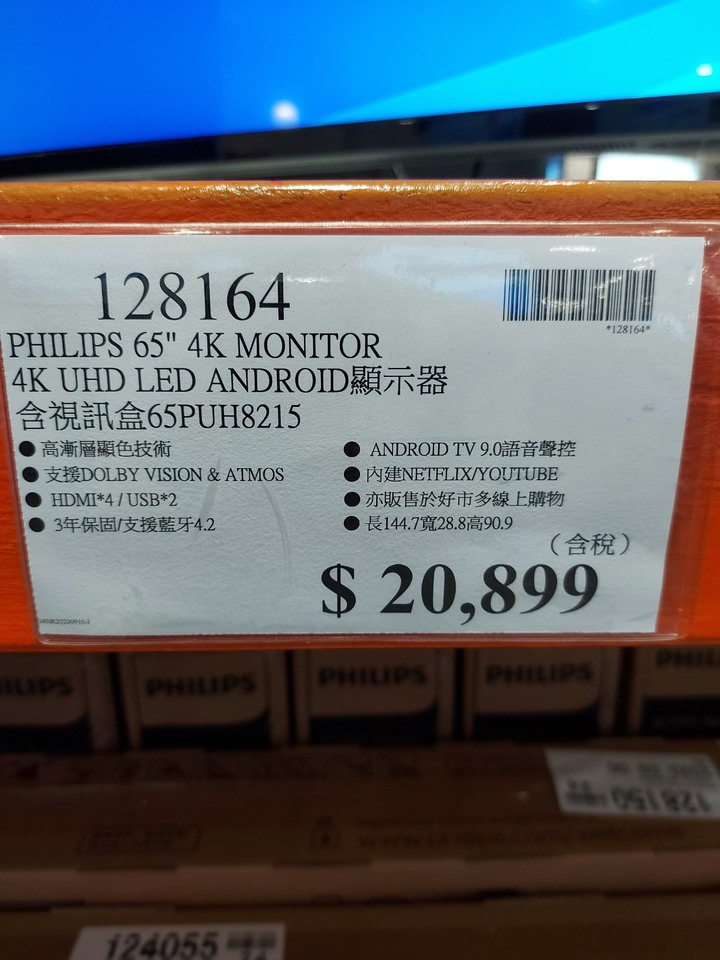 128164
*128164*
PHILIPS 65" 4K MONITOR
4K UHD LED ANDROID顯示器
含視訊盒65PUH8215
● 高漸層顯色技術
● ANDROID TV 9.0語音聲控
● 支援DOLBY VISION & ATMOS
● 內建NETFLIX/YOUTUBE
● HDMI*4 / USB*2
● 亦販售於好市多線上購物
● 3年保固/支援藍牙4.2
● 長144.7寬28.8高90.9
(含稅)
$ 20,899
PHILIPS
PHILIPS
PHILIPS
128150
124055